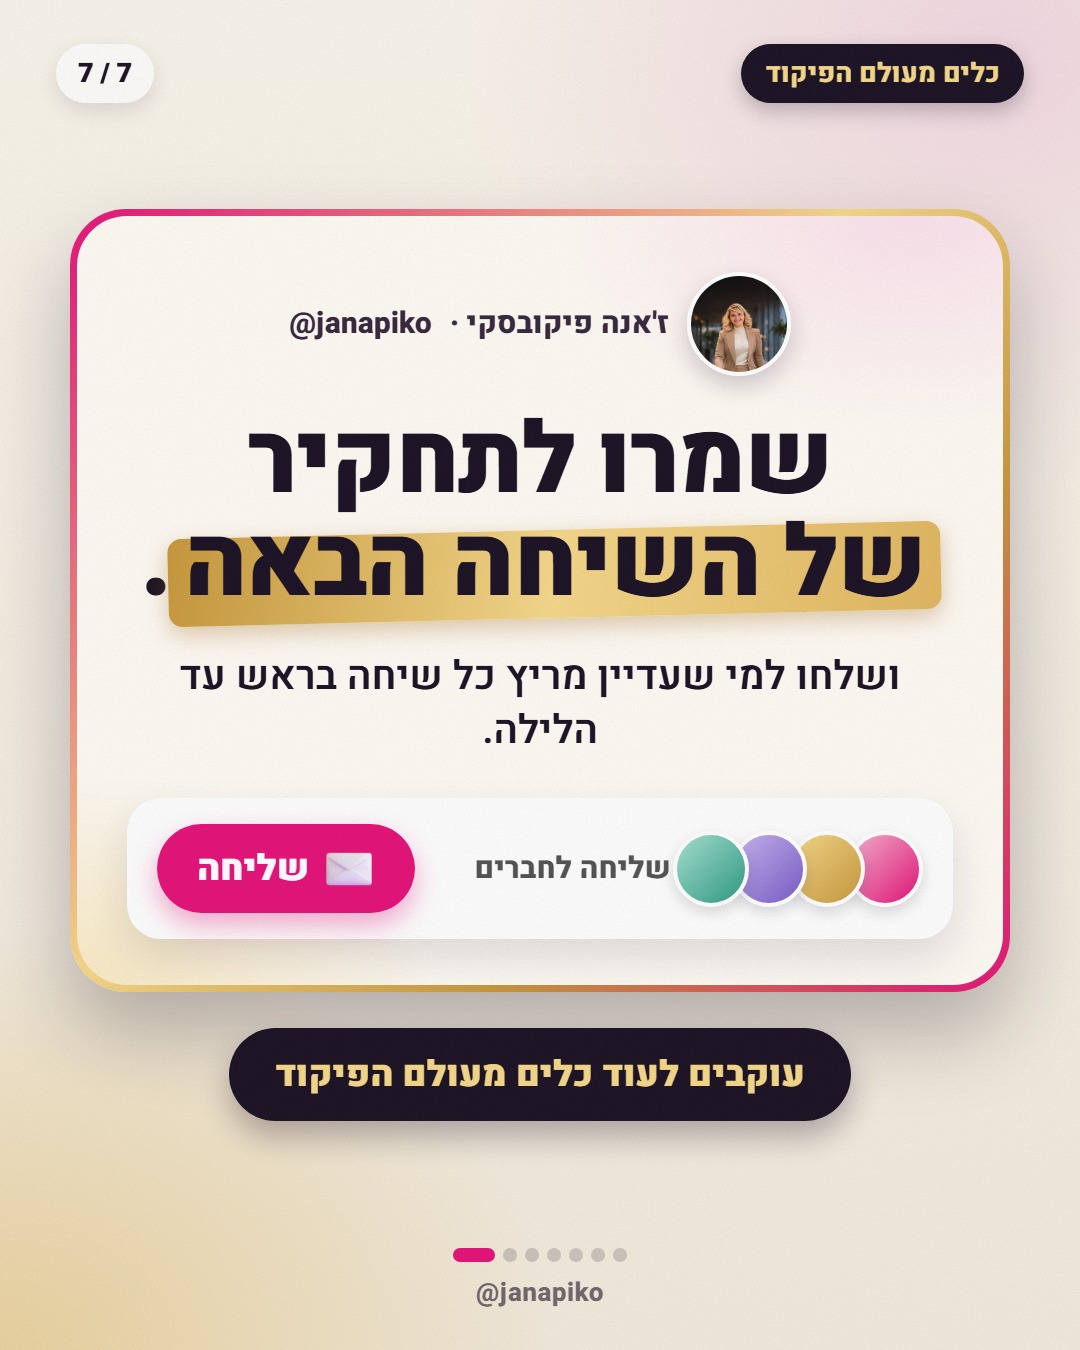 כלים מעולם הפיקוד
7 / 7
ז'אנה פיקובסקי · @janapiko
שמרו לתחקיר
של השיחה הבאה.
ושלחו למי שעדיין מריץ כל שיחה בראש עד
הלילה.
שליחה לחברים
שליחה
עוקבים לעוד כלים מעולם הפיקוד
@janapiko